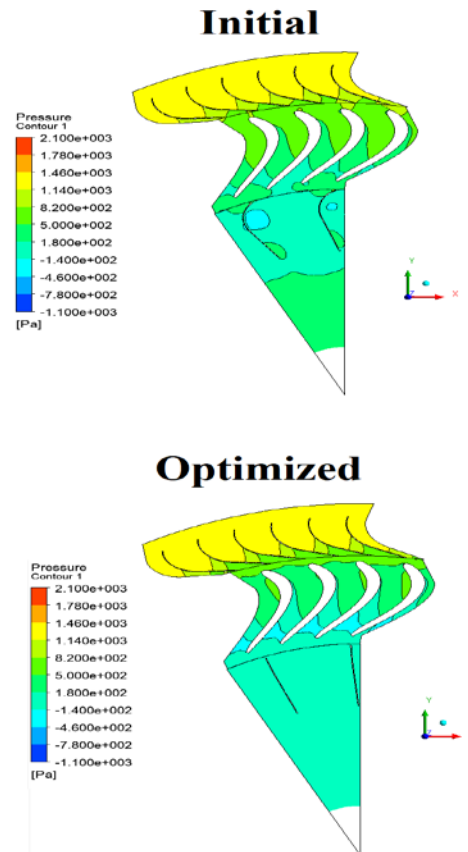 Initial
Pressure
Contour 1
2.100e+003
1.780e+003
1.460e+003
1.140e+003
8.200e+002
5.000e+002
1.800e+002
-1.400e+002
-4.600e+002
-7.800e+002
-1.100e+003
[Pa]
Y
Z
X
Optimized
Pressure
Contour 1
2.100e+003
1.780e+003
1.460e+003
1.140e+003
8.200e+002
5.000e+002
1.800e+002
-1.400e+002
-4.600e+002
-7.800e+002
-1.100e+003
[Pa]
Y
Z